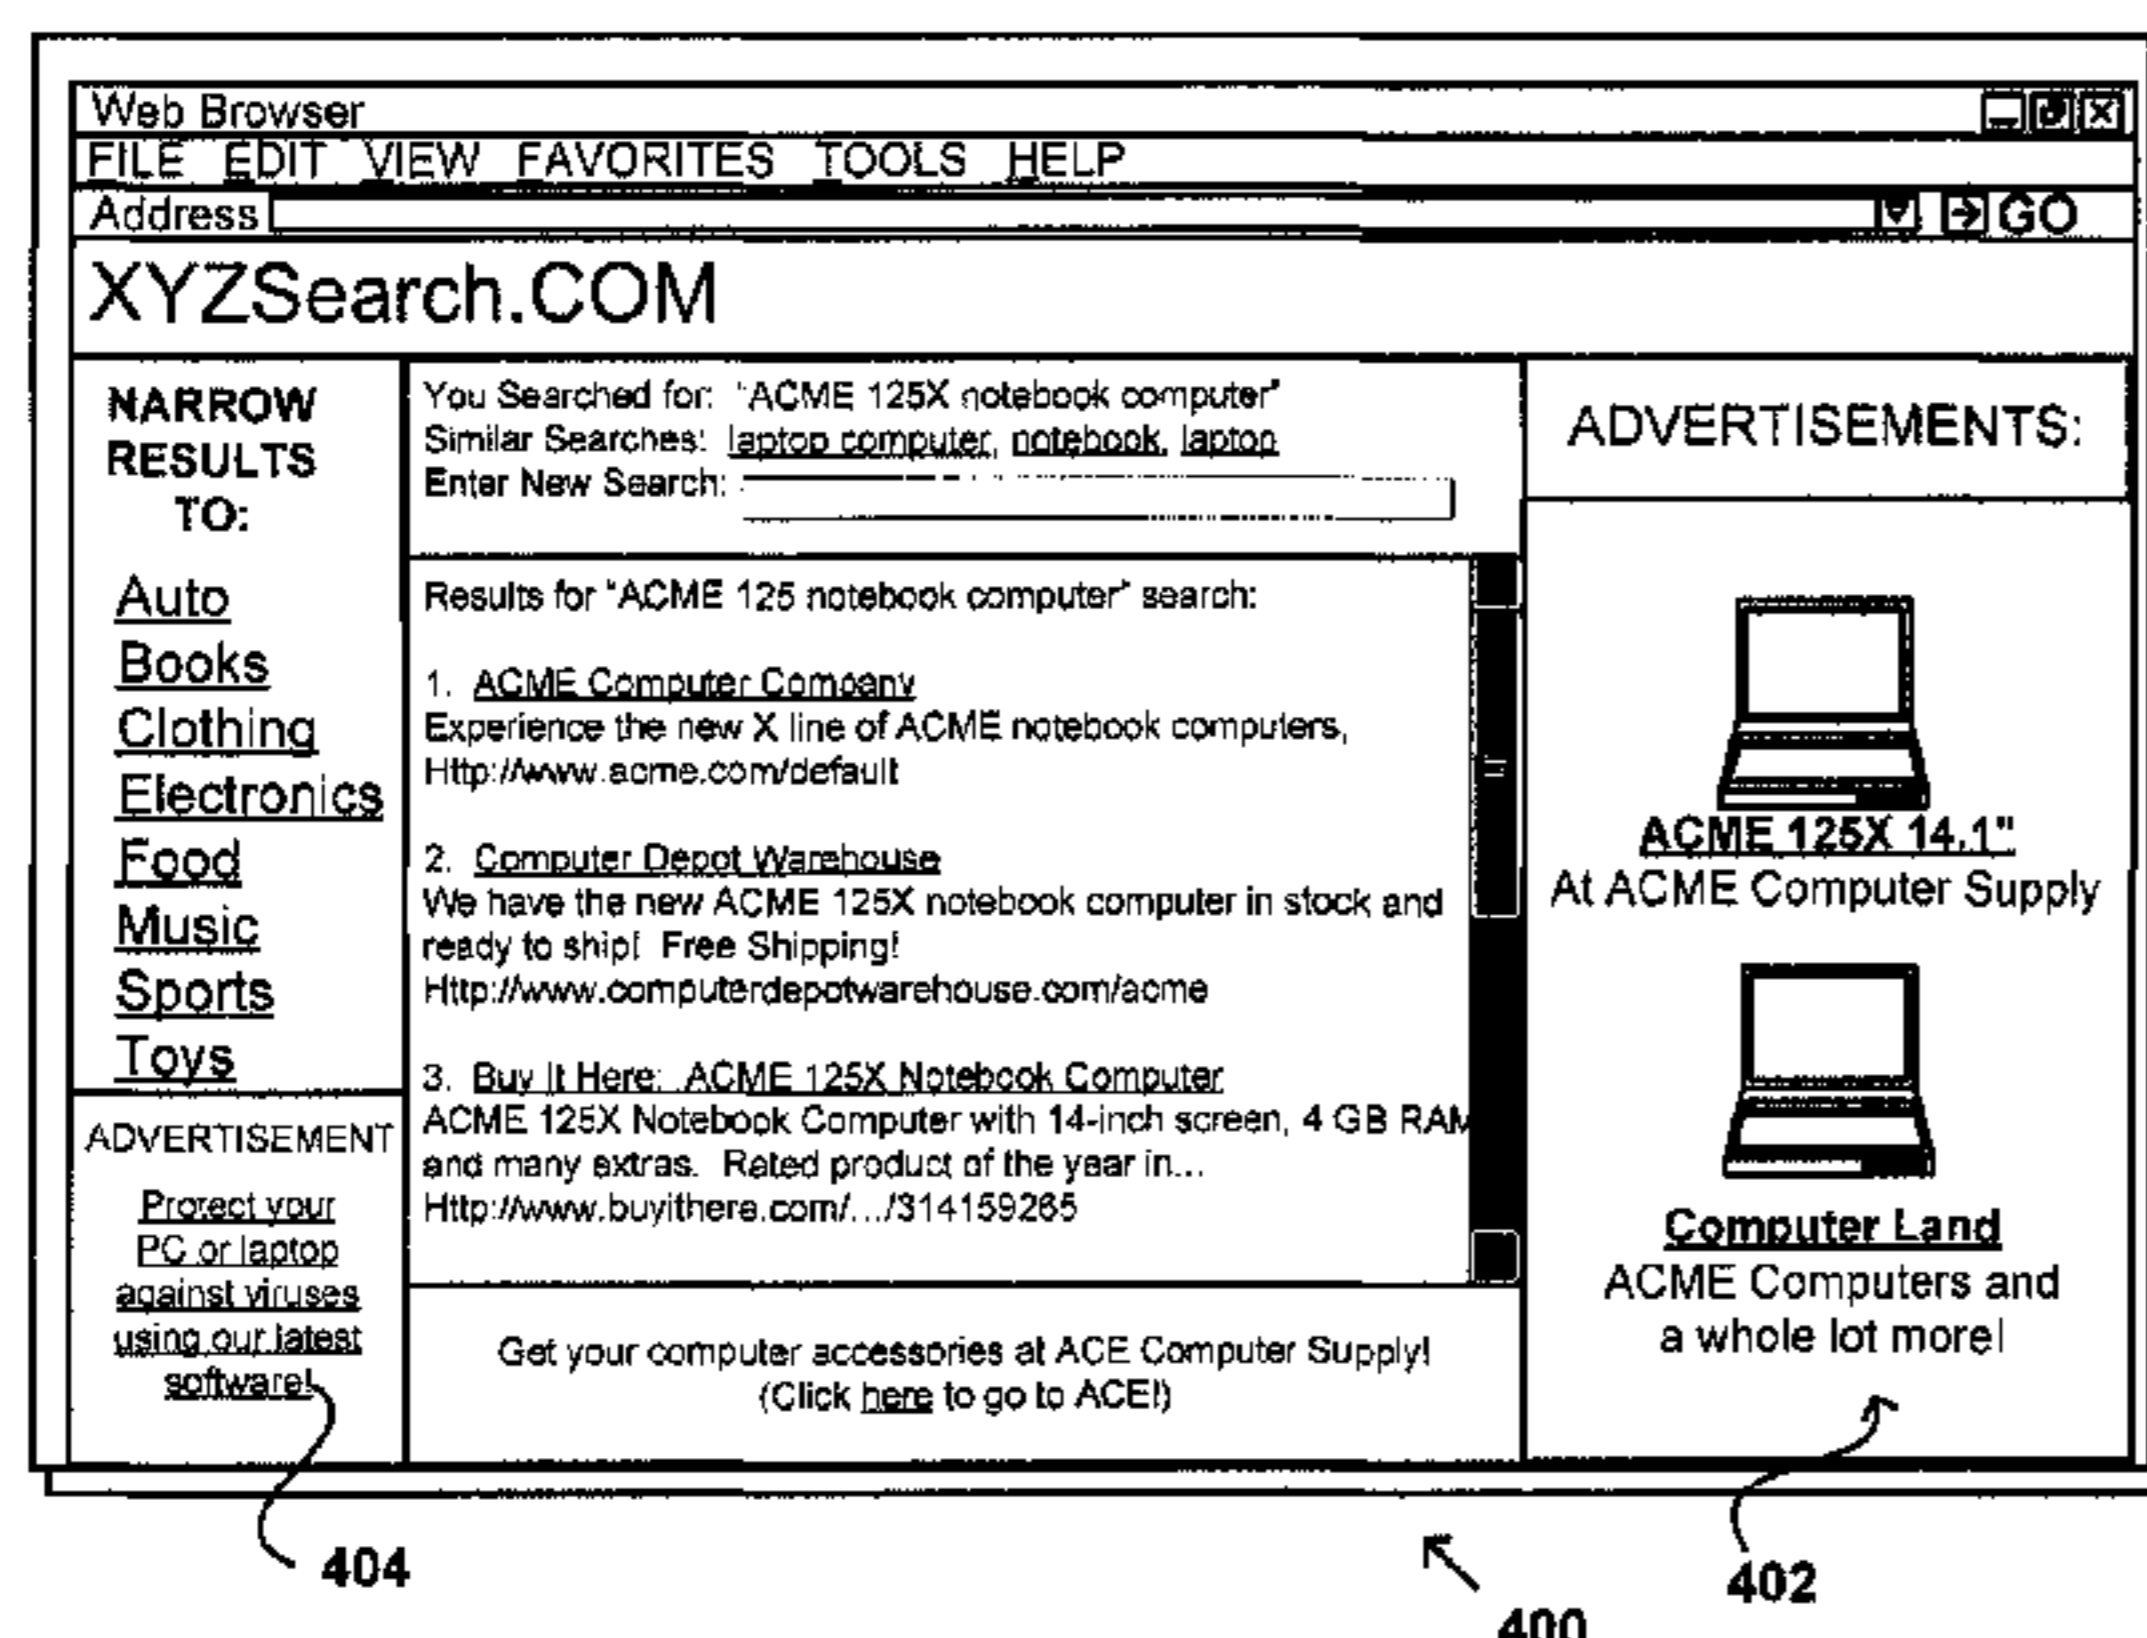 Web Browser
FILE EDIT VIEW FAVORITES TOOLS HELP
Address GO
XYZSearch.COM
NARROW
RESULTS
TO:
Auto
Books
Clothing
Electronics
Food
Music
Sports
Toys
ADVERTISEMENT
Protect your
PC or laptop
against viruses
using our latest
software!
You Searched for: "ACME 125X notebook computer"
Similar Searches: laptop computer, notebook, laptop
Enter New Search:
Results for "ACME 125 notebook computer" search:
1. ACME Computer Company
Experience the new X line of ACME notebook computers,
Http://www.acme.com/default
2. Computer Depot Warehouse
We have the new ACME 125X notebook computer in stock and
ready to ship! Free Shipping!
Http://www.computerdepotwarehouse.com/acme
3. Buy It Here: ACME 125X Notebook Computer
ACME 125X Notebook Computer with 14-inch screen, 4 GB RAM
and many extras. Rated product of the year in...
Http://www.buyithere.com/.../314159265
Get your computer accessories at ACE Computer Supply!
(Click here to go to ACE!)
ADVERTISEMENTS:
ACME 125X 14.1"
At ACME Computer Supply
Computer Land
ACME Computers and
a whole lot more!
404
402
400